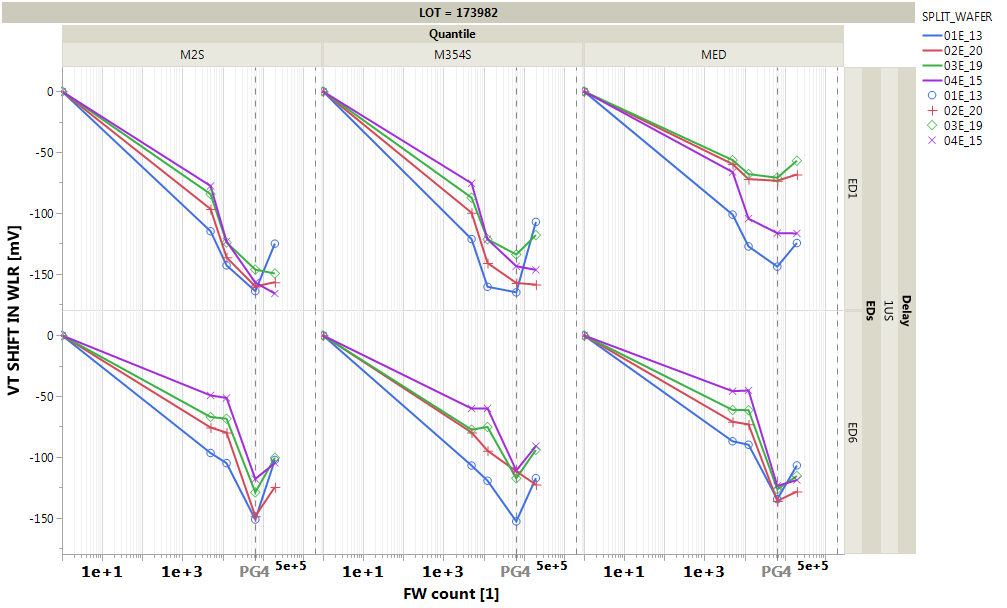 LOT = 173982
Quantile
M2S M354S MED
SPLIT_WAFER
01E_13
02E_20
03E_19
04E_15
01E_13
02E_20
03E_19
04E_15
VT SHIFT IN WLR [mV]
0
-50
-100
-150
ED1
0
-50
-100
-150
ED6
EDs
1US
Delay
1e+1 1e+3 PG4 5e+5 1e+1 1e+3 PG4 5e+5 1e+1 1e+3 PG4 5e+5
FW count [1]